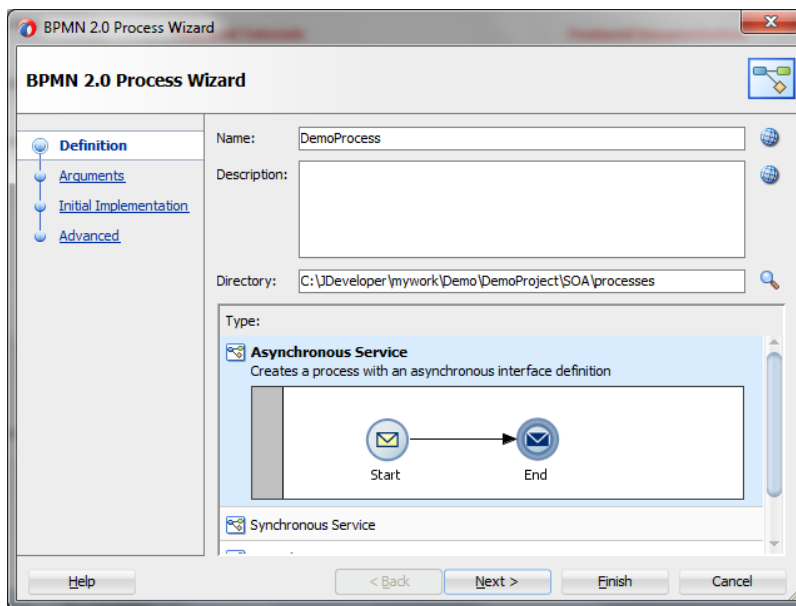 BPMN 2.0 Process Wizard
BPMN 2.0 Process Wizard
Definition
Arguments
Initial Implementation
Advanced
Name: DemoProcess
Description:
Directory: C:\JDeveloper\mywork\Demo\DemoProject\SOA\processes
Type:
Asynchronous Service
Creates a process with an asynchronous interface definition
Start End
Synchronous Service
Help < Back Next > Finish Cancel